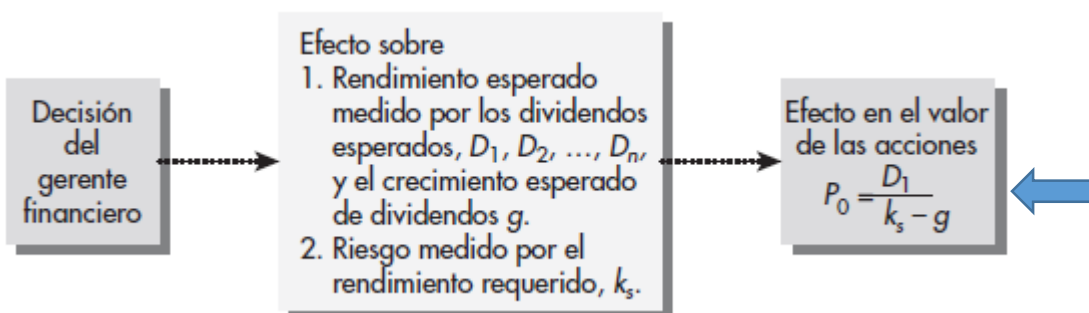 Decisión
del
gerente
financiero
Efecto sobre
1. Rendimiento esperado
medido por los dividendos
esperados, D₁, D₂, ..., Dₙ,
y el crecimiento esperado
de dividendos g.
2. Riesgo medido por el
rendimiento requerido, kₛ.
Efecto en el valor
de las acciones
P₀ = D₁ / (kₛ – g)